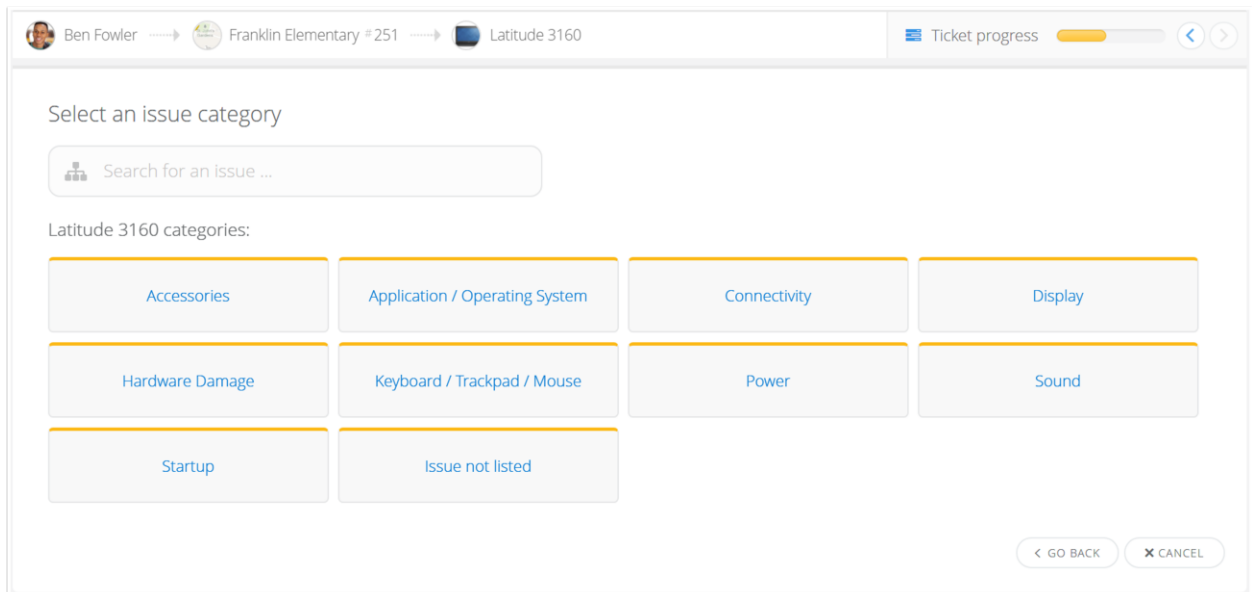 Ben Fowler Franklin Elementary #251 Latitude 3160 Ticket progress
Select an issue category
Search for an issue ...
Latitude 3160 categories:
Accessories Application / Operating System Connectivity Display
Hardware Damage Keyboard / Trackpad / Mouse Power Sound
Startup Issue not listed
GO BACK CANCEL